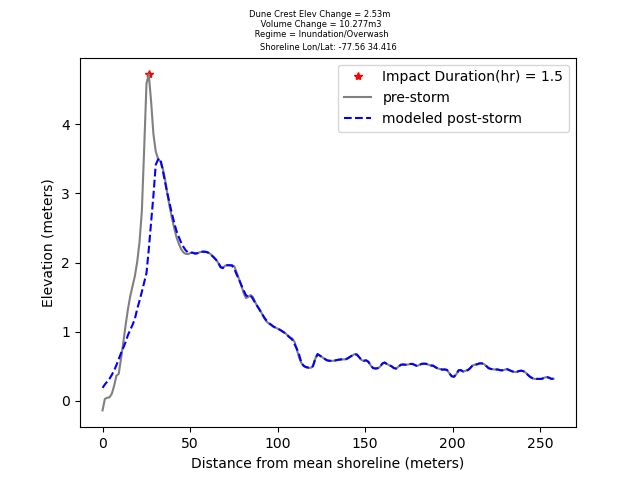 Dune Crest Elev Change = 2.53m
Volume Change = 10.277m3
Regime = Inundation/Overwash
Shoreline Lon/Lat: -77.56 34.416
Impact Duration(hr) = 1.5
pre-storm
modeled post-storm
Elevation (meters)
4
3
2
1
0
0 50 100 150 200 250
Distance from mean shoreline (meters)